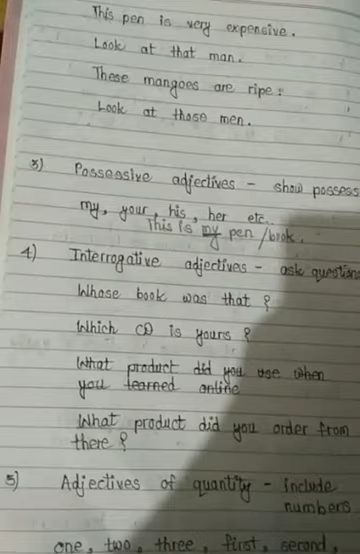 This pen is very expensive.
Look at that man.
These mangoes are ripe.
Look at those men.
3) Possessive adjectives - show possess
my, your, his, her etc.
This is my pen /book.
4) Interrogative adjectives - ask questions
Whose book was that ?
Which CD is yours ?
What product did you use when
you learned online
What product did you order from
there ?
5) Adjectives of quantity - include
numbers
one, two, three, first, second,